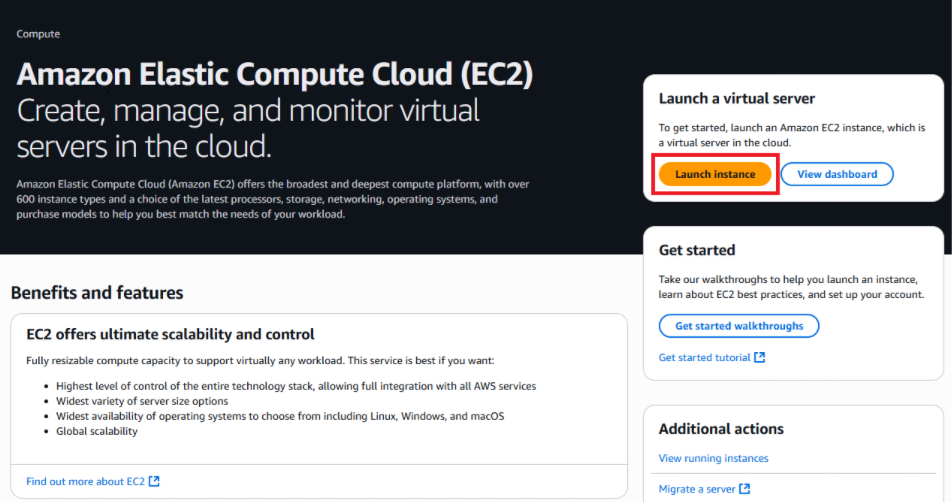 Compute
Amazon Elastic Compute Cloud (EC2)
Create, manage, and monitor virtual
servers in the cloud.
Amazon Elastic Compute Cloud (Amazon EC2) offers the broadest and deepest compute platform, with over
600 instance types and a choice of the latest processors, storage, networking, operating systems, and
purchase models to help you best match the needs of your workload.
Launch a virtual server
To get started, launch an Amazon EC2 instance, which is
a virtual server in the cloud.
Launch instance
View dashboard
Get started
Take our walkthroughs to help you launch an instance,
learn about EC2 best practices, and set up your account.
Get started walkthroughs
Get started tutorial
Benefits and features
EC2 offers ultimate scalability and control
Fully resizable compute capacity to support virtually any workload. This service is best if you want:
• Highest level of control of the entire technology stack, allowing full integration with all AWS services
• Widest variety of server size options
• Widest availability of operating systems to choose from including Linux, Windows, and macOS
• Global scalability
Find out more about EC2
Additional actions
View running instances
Migrate a server